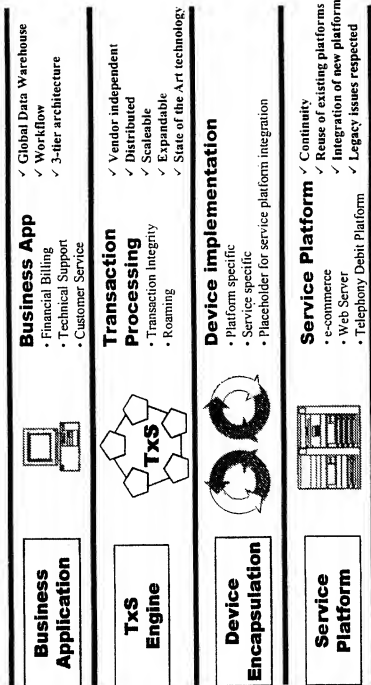 Business
Application
Business App
• Financial Billing
• Technical Support
• Customer Service
✓ Global Data Warehouse
✓ Workflow
✓ 3-tier architecture
TxS
Engine
TxS
Transaction
Processing
• Transaction Integrity
• Roaming
✓ Vendor independent
✓ Distributed
✓ Scaleable
✓ Expandable
✓ State of the Art technology
Device
Encapsulation
Device implementation
• Platform specific
• Service specific
• Placeholder for service platform integration
Service
Platform
Service Platform
• e-commerce
• Web Server
• Telephony Debit Platform
✓ Continuity
✓ Reuse of existing platforms
✓ Integration of new platform
✓ Legacy issues respected